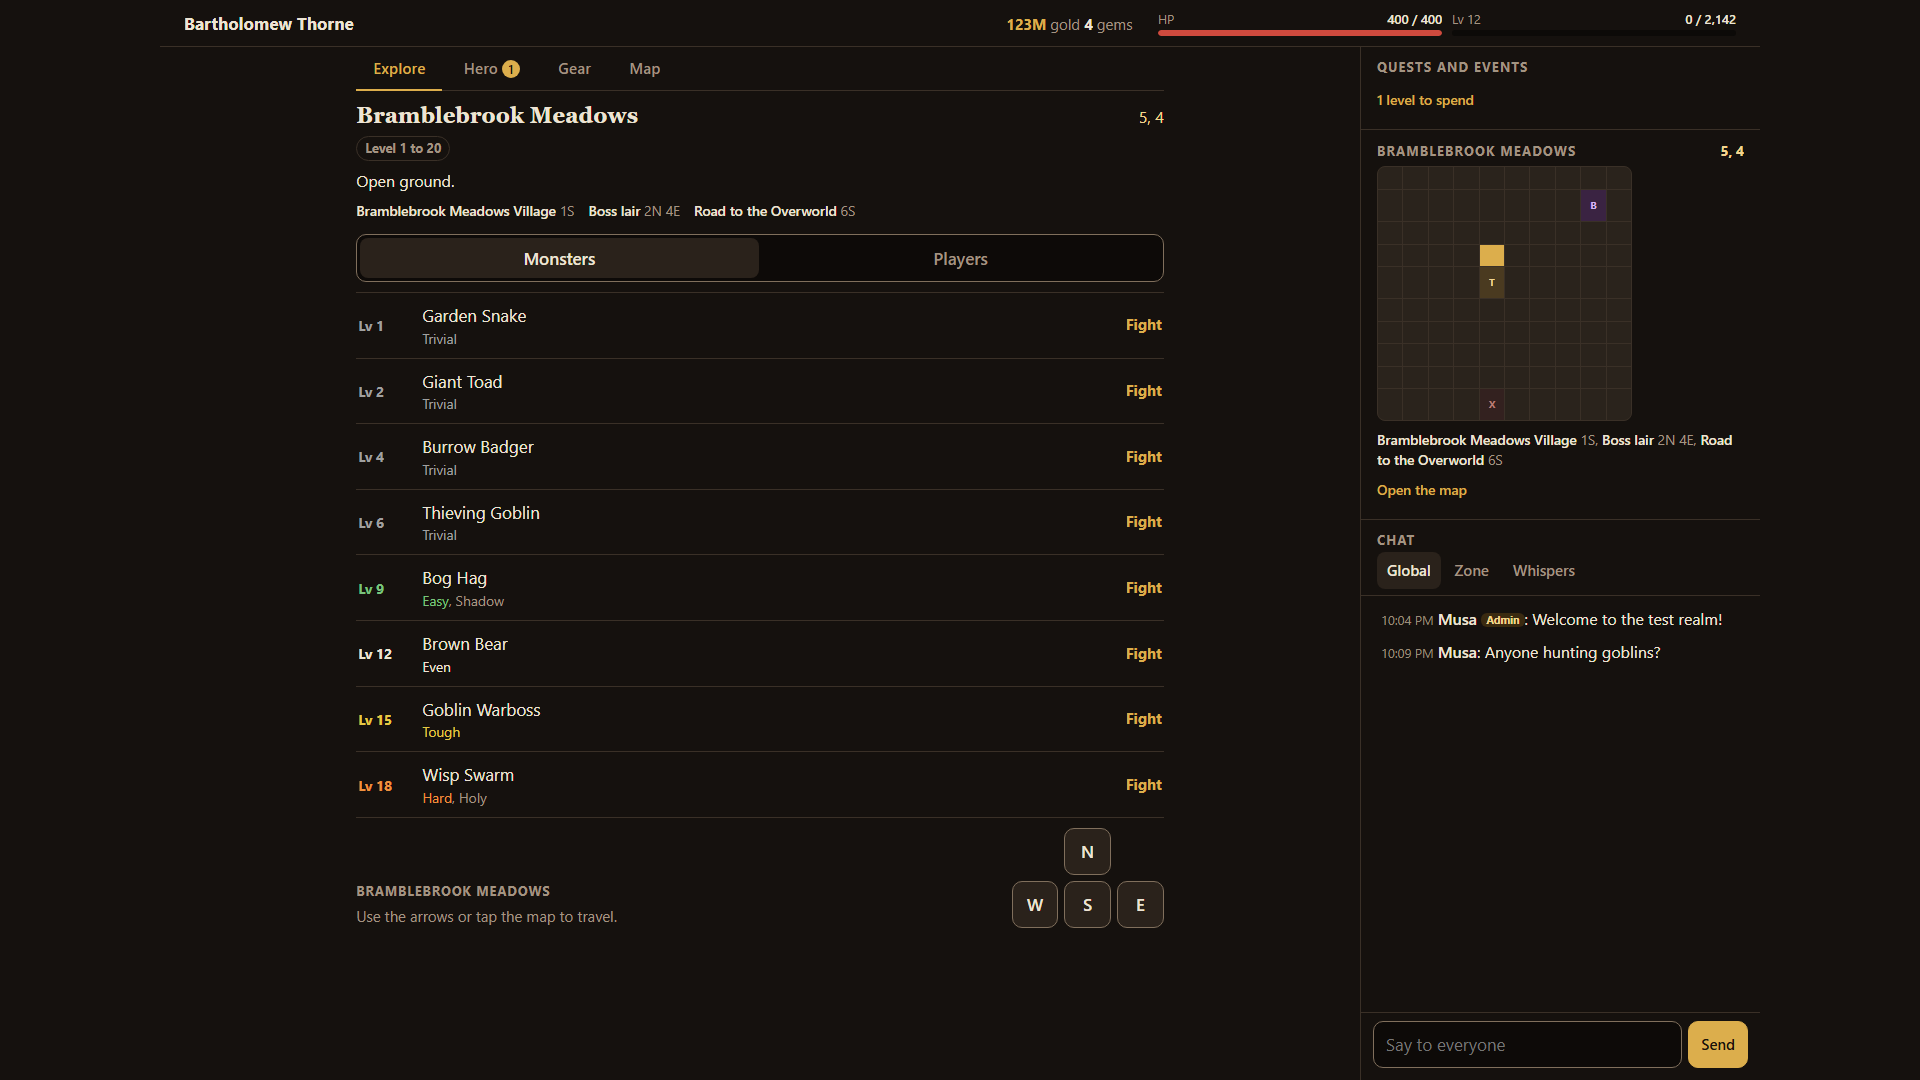 Bartholomew Thorne
123M gold 4 gems
HP 400 / 400
Lv 12 0 / 2,142
Explore Hero 1 Gear Map
Bramblebrook Meadows 5, 4
Level 1 to 20
Open ground.
Bramblebrook Meadows Village 1S Boss lair 2N 4E Road to the Overworld 6S
Monsters Players
Lv 1 Garden Snake Fight
Trivial
Lv 2 Giant Toad Fight
Trivial
Lv 4 Burrow Badger Fight
Trivial
Lv 6 Thieving Goblin Fight
Trivial
Lv 9 Bog Hag Fight
Easy, Shadow
Lv 12 Brown Bear Fight
Even
Lv 15 Goblin Warboss Fight
Tough
Lv 18 Wisp Swarm Fight
Hard, Holy
BRAMBLEBROOK MEADOWS
Use the arrows or tap the map to travel.
N
W S E
QUESTS AND EVENTS
1 level to spend
BRAMBLEBROOK MEADOWS 5, 4
B
T
X
Bramblebrook Meadows Village 1S, Boss lair 2N 4E, Road
to the Overworld 6S
Open the map
CHAT
Global Zone Whispers
10:04 PM Musa Admin: Welcome to the test realm!
10:09 PM Musa: Anyone hunting goblins?
Say to everyone Send